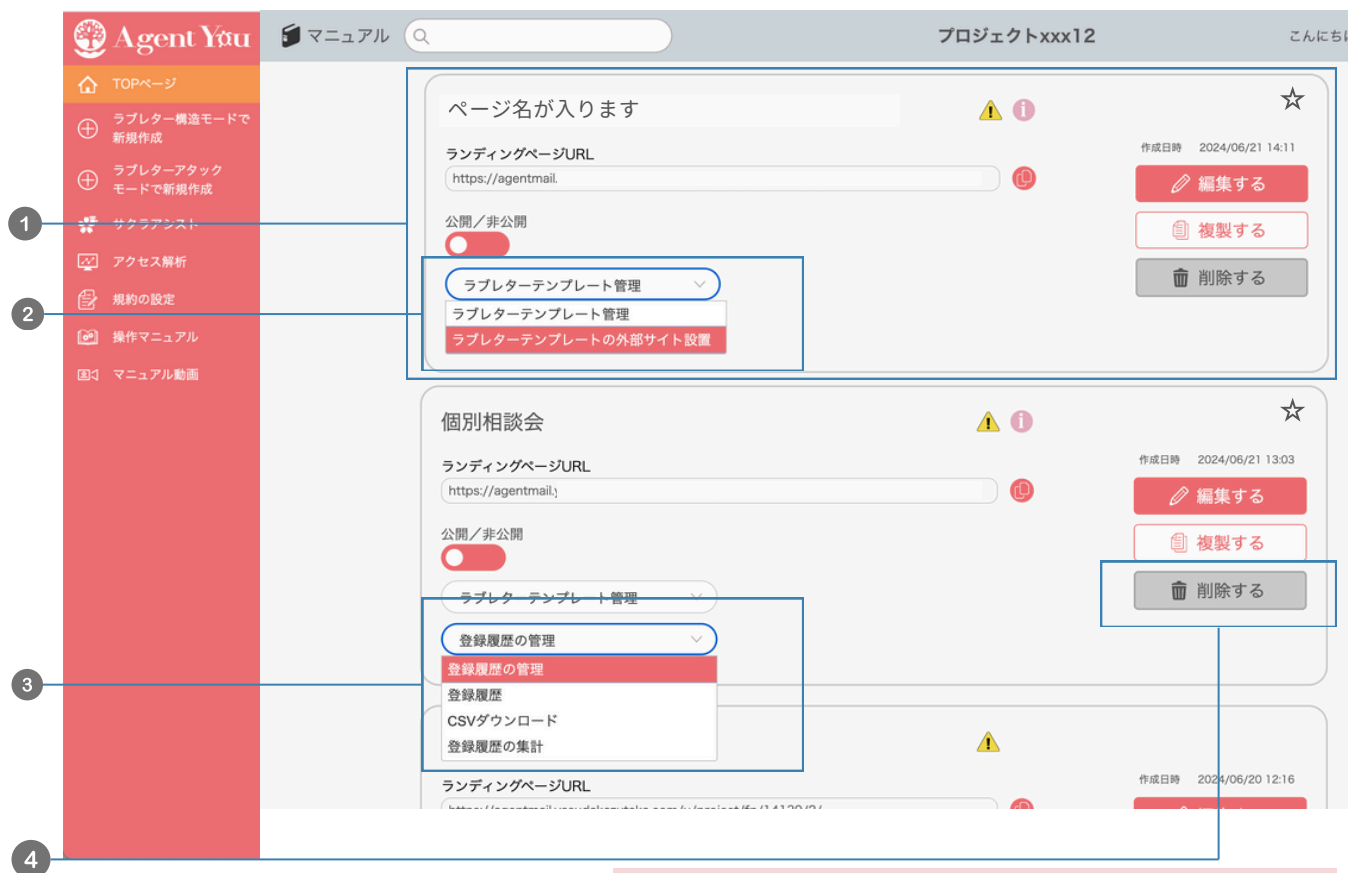 Agent You
マニュアル
プロジェクトxxx12
こんにち
TOPページ
ラブレター構造モードで
新規作成
ラブレターアタック
モードで新規作成
サクラアシスト
アクセス解析
規約の設定
操作マニュアル
マニュアル動画
1
2
3
4
ページ名が入ります
作成日時 2024/06/21 14:11
ランディングページURL
https://agentmail.
編集する
公開／非公開
複製する
削除する
ラブレターテンプレート管理
ラブレターテンプレート管理
ラブレターテンプレートの外部サイト設置
個別相談会
作成日時 2024/06/21 13:03
ランディングページURL
https://agentmail.
編集する
公開／非公開
複製する
削除する
ラブレターテンプレート管理
登録履歴の管理
登録履歴の管理
登録履歴
CSVダウンロード
登録履歴の集計
作成日時 2024/06/20 12:16
ランディングページURL